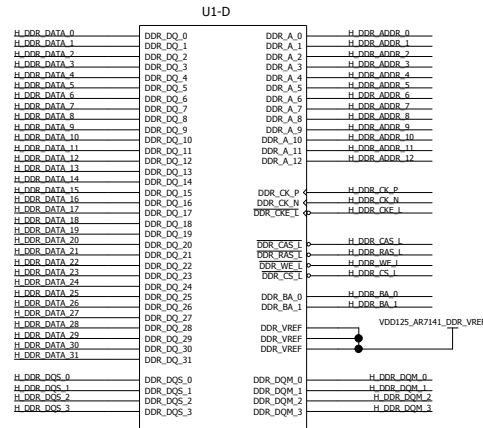 U1-D
H_DDR_DATA_0 DDR_DQ_0 DDR_A_0 H_DDR_ADDR_0
H_DDR_DATA_1 DDR_DQ_1 DDR_A_1 H_DDR_ADDR_1
H_DDR_DATA_2 DDR_DQ_2 DDR_A_2 H_DDR_ADDR_2
H_DDR_DATA_3 DDR_DQ_3 DDR_A_3 H_DDR_ADDR_3
H_DDR_DATA_4 DDR_DQ_4 DDR_A_4 H_DDR_ADDR_4
H_DDR_DATA_5 DDR_DQ_5 DDR_A_5 H_DDR_ADDR_5
H_DDR_DATA_6 DDR_DQ_6 DDR_A_6 H_DDR_ADDR_6
H_DDR_DATA_7 DDR_DQ_7 DDR_A_7 H_DDR_ADDR_7
H_DDR_DATA_8 DDR_DQ_8 DDR_A_8 H_DDR_ADDR_8
H_DDR_DATA_9 DDR_DQ_9 DDR_A_9 H_DDR_ADDR_9
H_DDR_DATA_10 DDR_DQ_10 DDR_A_10 H_DDR_ADDR_10
H_DDR_DATA_11 DDR_DQ_11 DDR_A_11 H_DDR_ADDR_11
H_DDR_DATA_12 DDR_DQ_12 DDR_A_12 H_DDR_ADDR_12
H_DDR_DATA_13 DDR_DQ_13
H_DDR_DATA_14 DDR_DQ_14
H_DDR_DATA_15 DDR_DQ_15 DDR_CK_P H_DDR_CK_P
H_DDR_DATA_16 DDR_DQ_16 DDR_CK_N H_DDR_CK_N
H_DDR_DATA_17 DDR_DQ_17 DDR_CKE_L H_DDR_CKE_L
H_DDR_DATA_18 DDR_DQ_18
H_DDR_DATA_19 DDR_DQ_19
H_DDR_DATA_20 DDR_DQ_20 DDR_CAS_L H_DDR_CAS_L
H_DDR_DATA_21 DDR_DQ_21 DDR_RAS_L H_DDR_RAS_L
H_DDR_DATA_22 DDR_DQ_22 DDR_WE_L H_DDR_WE_L
H_DDR_DATA_23 DDR_DQ_23 DDR_CS_L H_DDR_CS_L
H_DDR_DATA_24 DDR_DQ_24
H_DDR_DATA_25 DDR_DQ_25 DDR_BA_0 H_DDR_BA_0
H_DDR_DATA_26 DDR_DQ_26 DDR_BA_1 H_DDR_BA_1
H_DDR_DATA_27 DDR_DQ_27 VDD125_AR7141_DDR_VREF
H_DDR_DATA_28 DDR_DQ_28 DDR_VREF
H_DDR_DATA_29 DDR_DQ_29 DDR_VREF
H_DDR_DATA_30 DDR_DQ_30 DDR_VREF
H_DDR_DATA_31 DDR_DQ_31
H_DDR_DQS_0 DDR_DQS_0 DDR_DQM_0 H_DDR_DQM_0
H_DDR_DQS_1 DDR_DQS_1 DDR_DQM_1 H_DDR_DQM_1
H_DDR_DQS_2 DDR_DQS_2 DDR_DQM_2 H_DDR_DQM_2
H_DDR_DQS_3 DDR_DQS_3 DDR_DQM_3 H_DDR_DQM_3